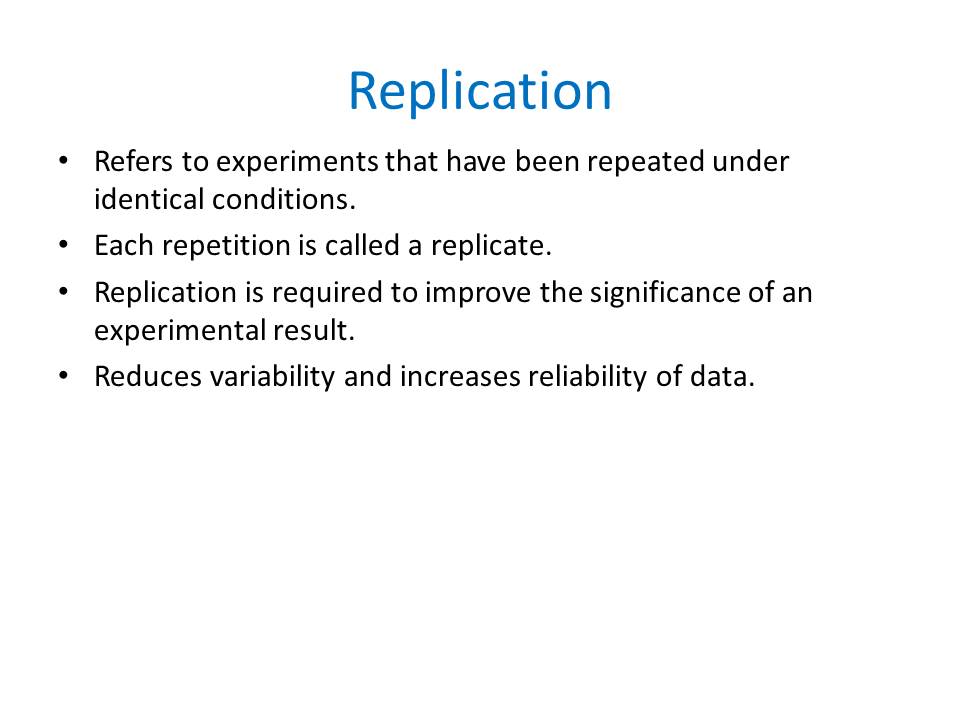 Replication
• Refers to experiments that have been repeated under
identical conditions.
• Each repetition is called a replicate.
• Replication is required to improve the significance of an
experimental result.
• Reduces variability and increases reliability of data.